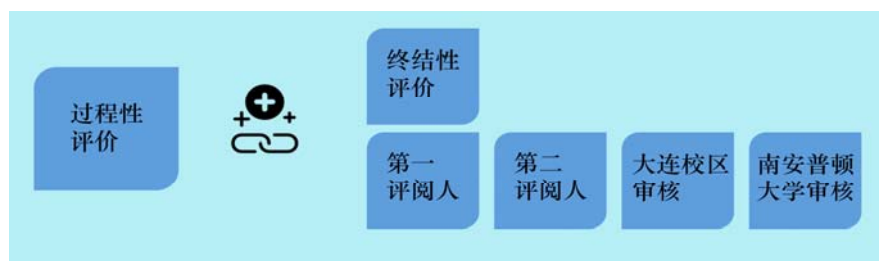 过程性
评价
终结性
评价
第一
评阅人
第二
评阅人
大连校区
审核
南安普顿
大学审核